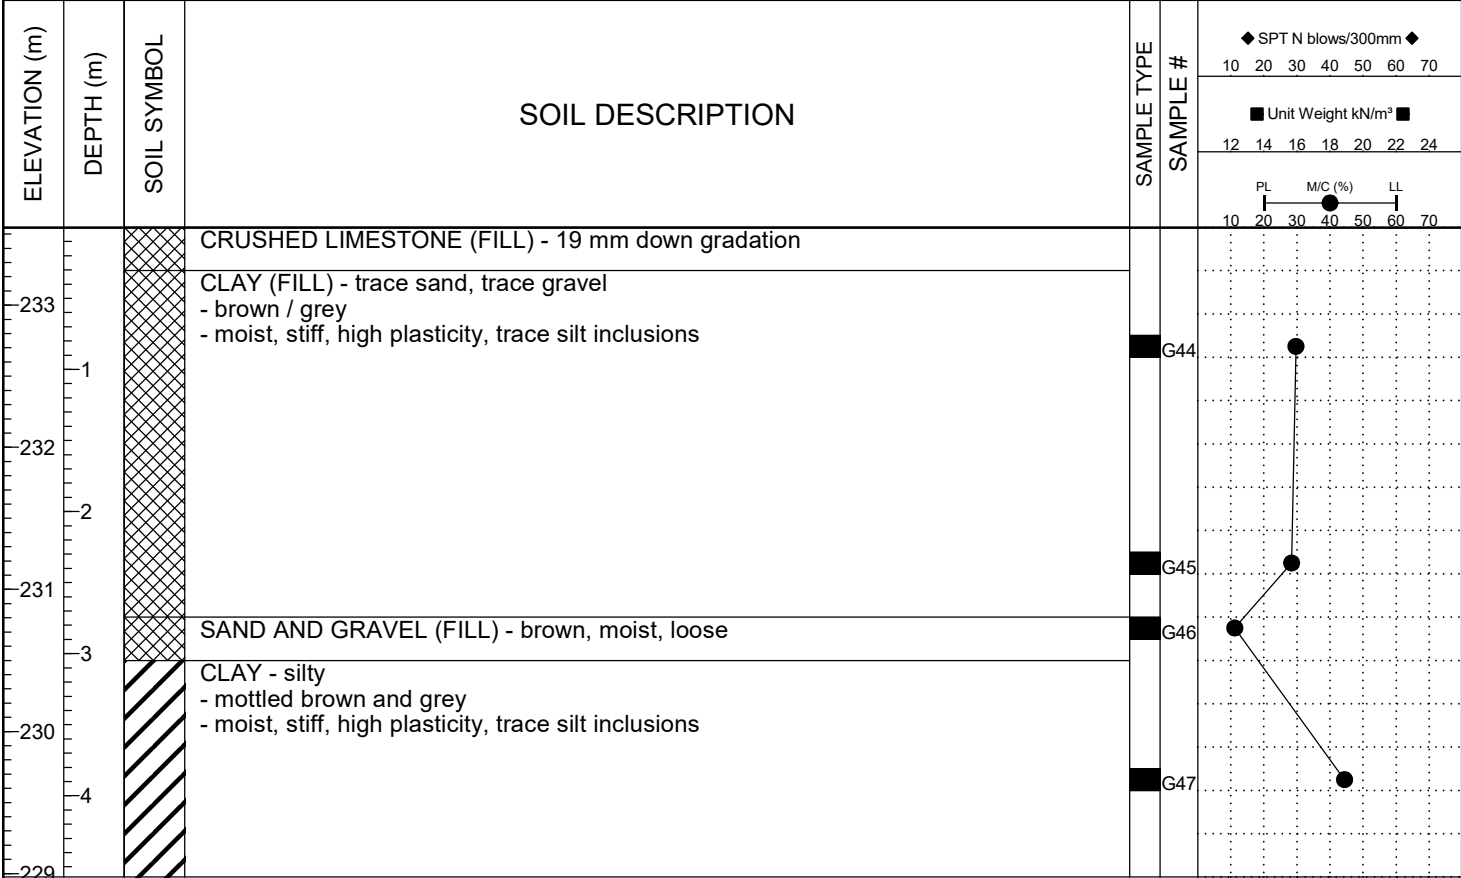 ELEVATION (m)
DEPTH (m)
SOIL SYMBOL
SOIL DESCRIPTION
SAMPLE TYPE
SAMPLE #
◆ SPT N blows/300mm ◆
10 20 30 40 50 60 70
■ Unit Weight kN/m³ ■
12 14 16 18 20 22 24
PL M/C (%) LL
10 20 30 40 50 60 70
CRUSHED LIMESTONE (FILL) - 19 mm down gradation
CLAY (FILL) - trace sand, trace gravel
233
- brown / grey
- moist, stiff, high plasticity, trace silt inclusions
G44
1
232
2
G45
231
SAND AND GRAVEL (FILL) - brown, moist, loose
G46
3
CLAY - silty
- mottled brown and grey
- moist, stiff, high plasticity, trace silt inclusions
230
G47
4
229